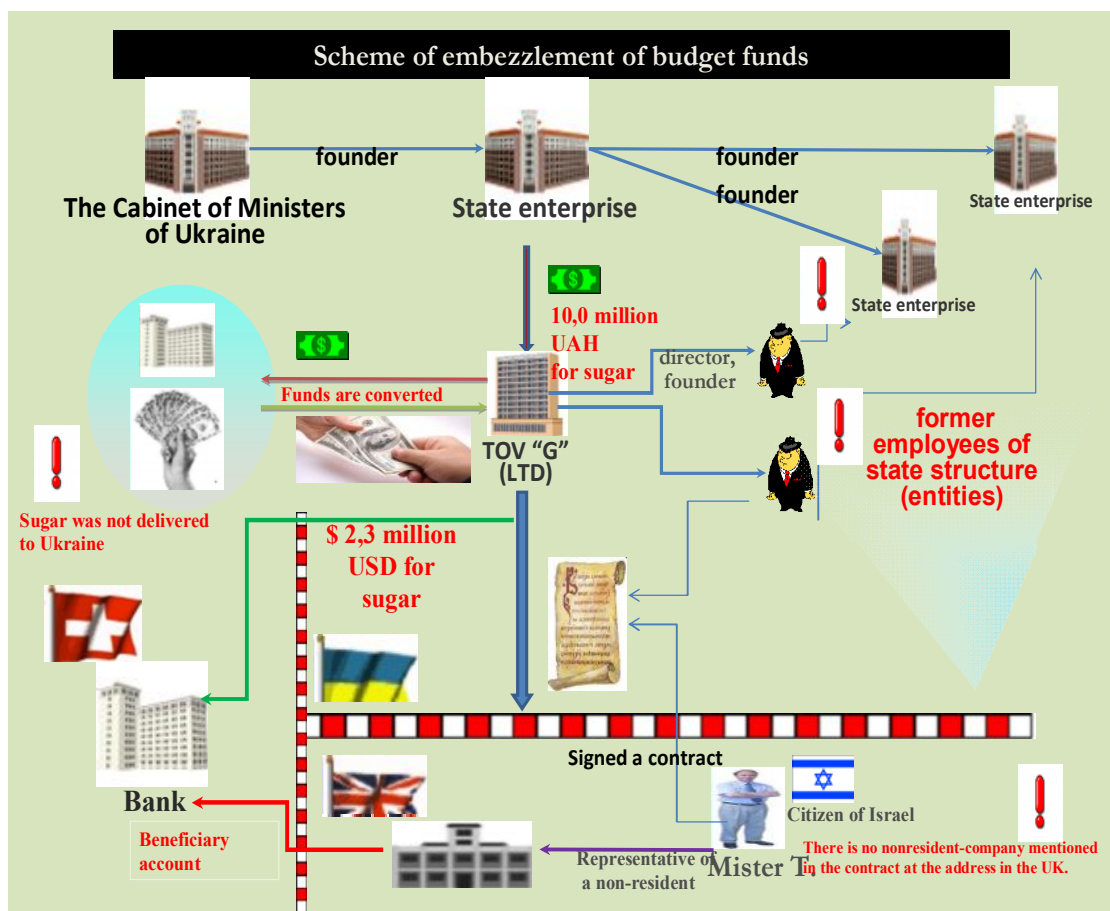 Scheme of embezzlement of budget funds
founder
founder
founder
The Cabinet of Ministers
of Ukraine
State enterprise
State enterprise
State enterprise
10,0 million
UAH
for sugar
director,
founder
Funds are converted
TOV “G”
(LTD)
former
employees of
state structure
(entities)
Sugar was not delivered
to Ukraine
$ 2,3 million
USD for
sugar
Signed a contract
Bank
Beneficiary
account
Citizen of Israel
Representative of
a non-resident
Mister T.
There is no nonresident-company mentioned
in the contract at the address in the UK.